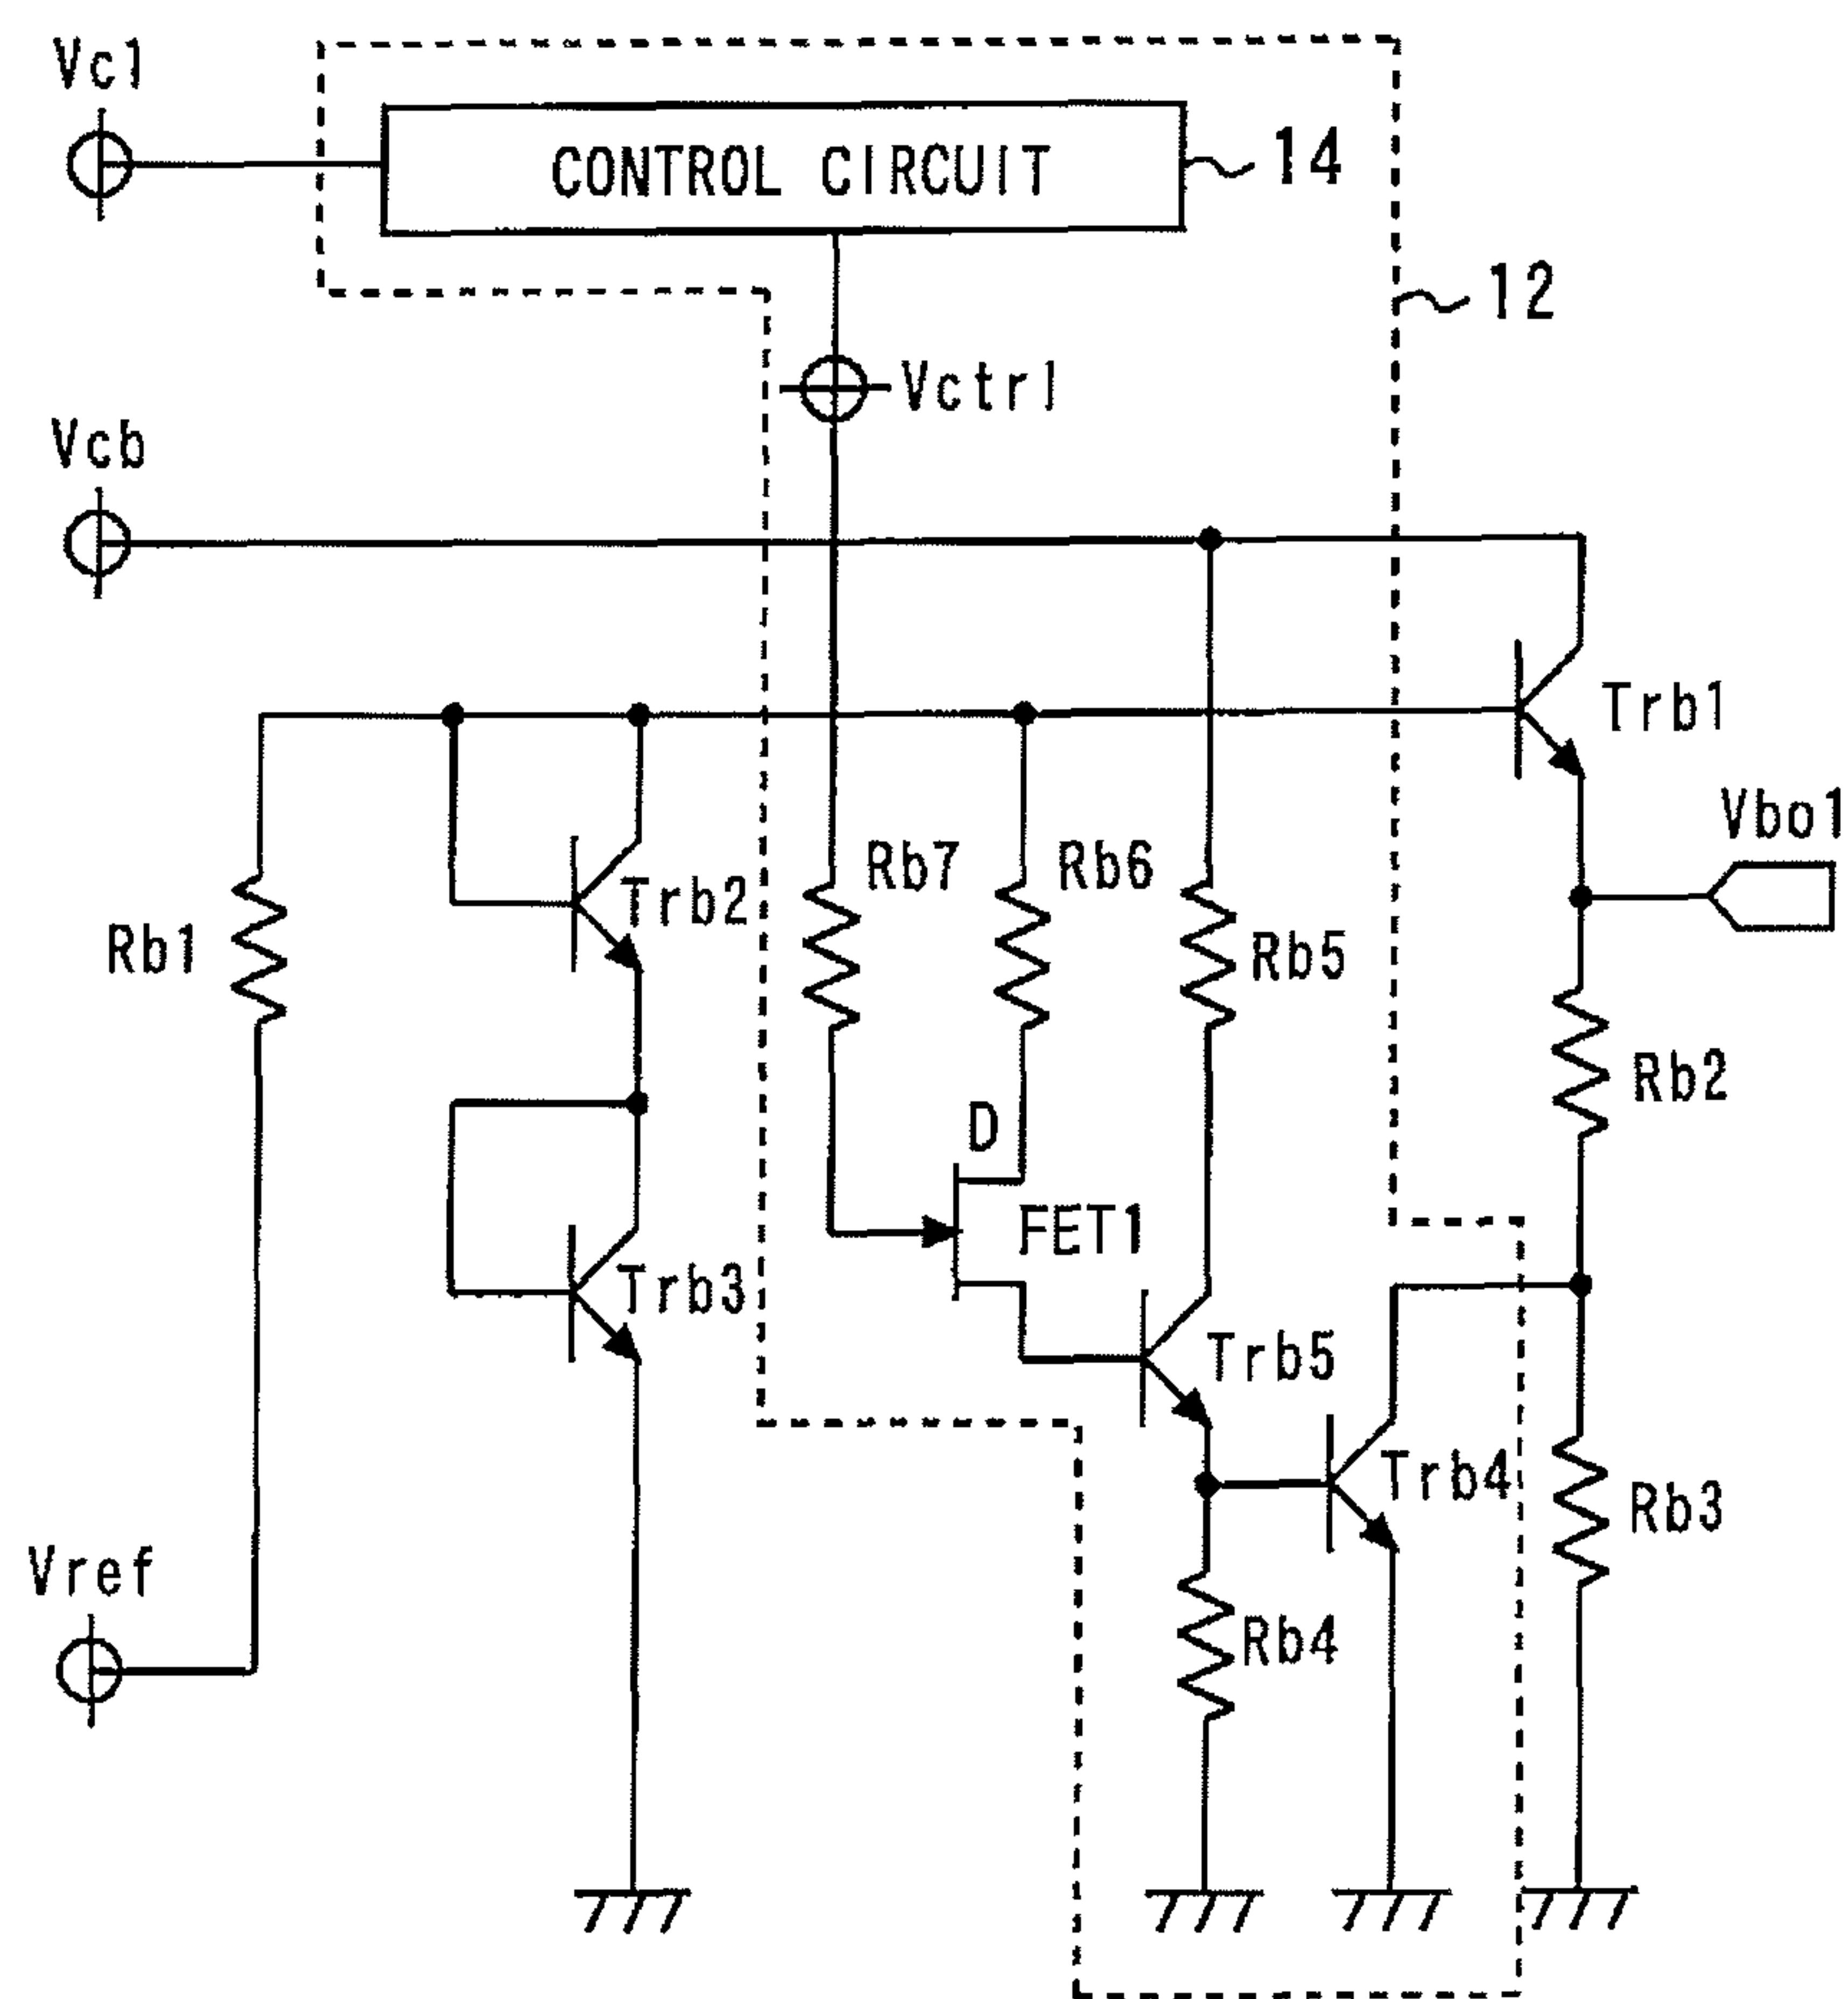 Vc1
CONTROL CIRCUIT
14
12
Vctrl
Vcb
Trb1
Vbo1
Rb7
Rb6
Trb2
Rb1
Rb5
Rb2
D
FET1
Trb3
Trb5
Trb4
Rb3
Vref
Rb4